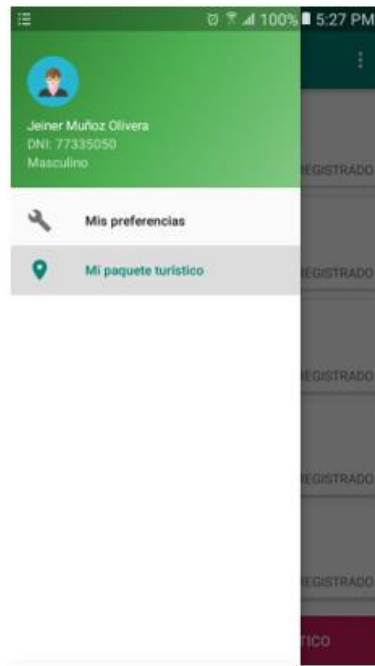 100% 5:27 PM
Jeiner Muñoz Olivera
DNI: 77335050
Masculino
EGISTRADO
Mis preferencias
Mi paquete turístico
EGISTRADO
EGISTRADO
EGISTRADO
EGISTRADO
TICO